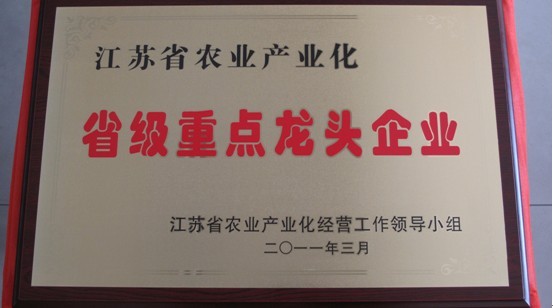 江苏省农业产业化
省级重点龙头企业
江苏省农业产业化经营工作领导小组
二〇一一年三月